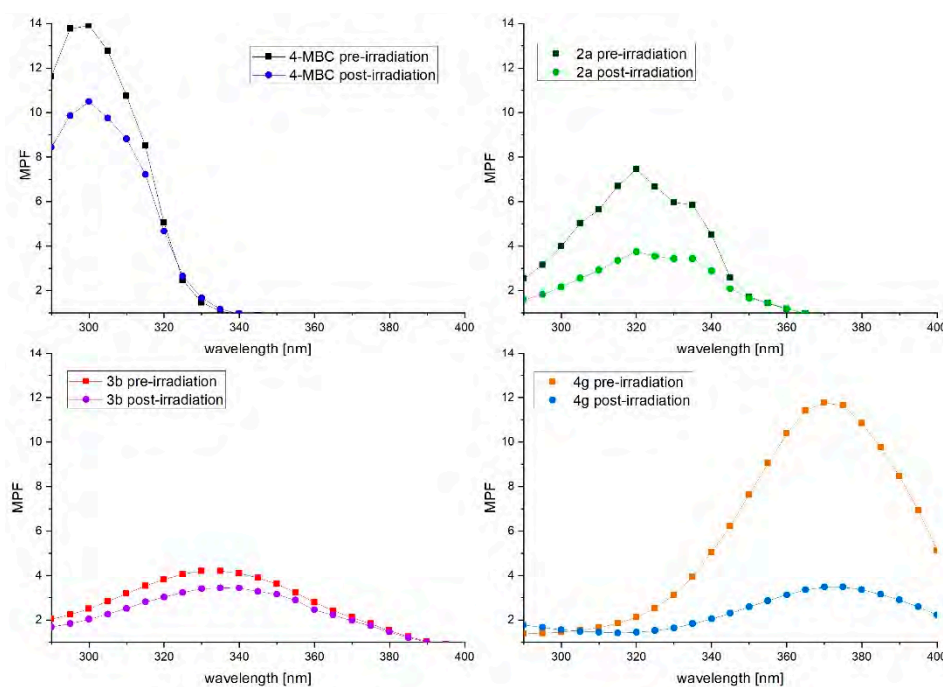 14
12
10
8
6
4
2
MPF
4-MBC pre-irradiation
4-MBC post-irradiation
300 320 340 360 380 400
wavelength [nm]
14
12
10
8
6
4
2
MPF
2a pre-irradiation
2a post-irradiation
300 320 340 360 380 400
wavelength [nm]
14
12
10
8
6
4
2
MPF
3b pre-irradiation
3b post-irradiation
300 320 340 360 380 400
wavelength [nm]
14
12
10
8
6
4
2
MPF
4g pre-irradiation
4g post-irradiation
300 320 340 360 380 400
wavelength [nm]